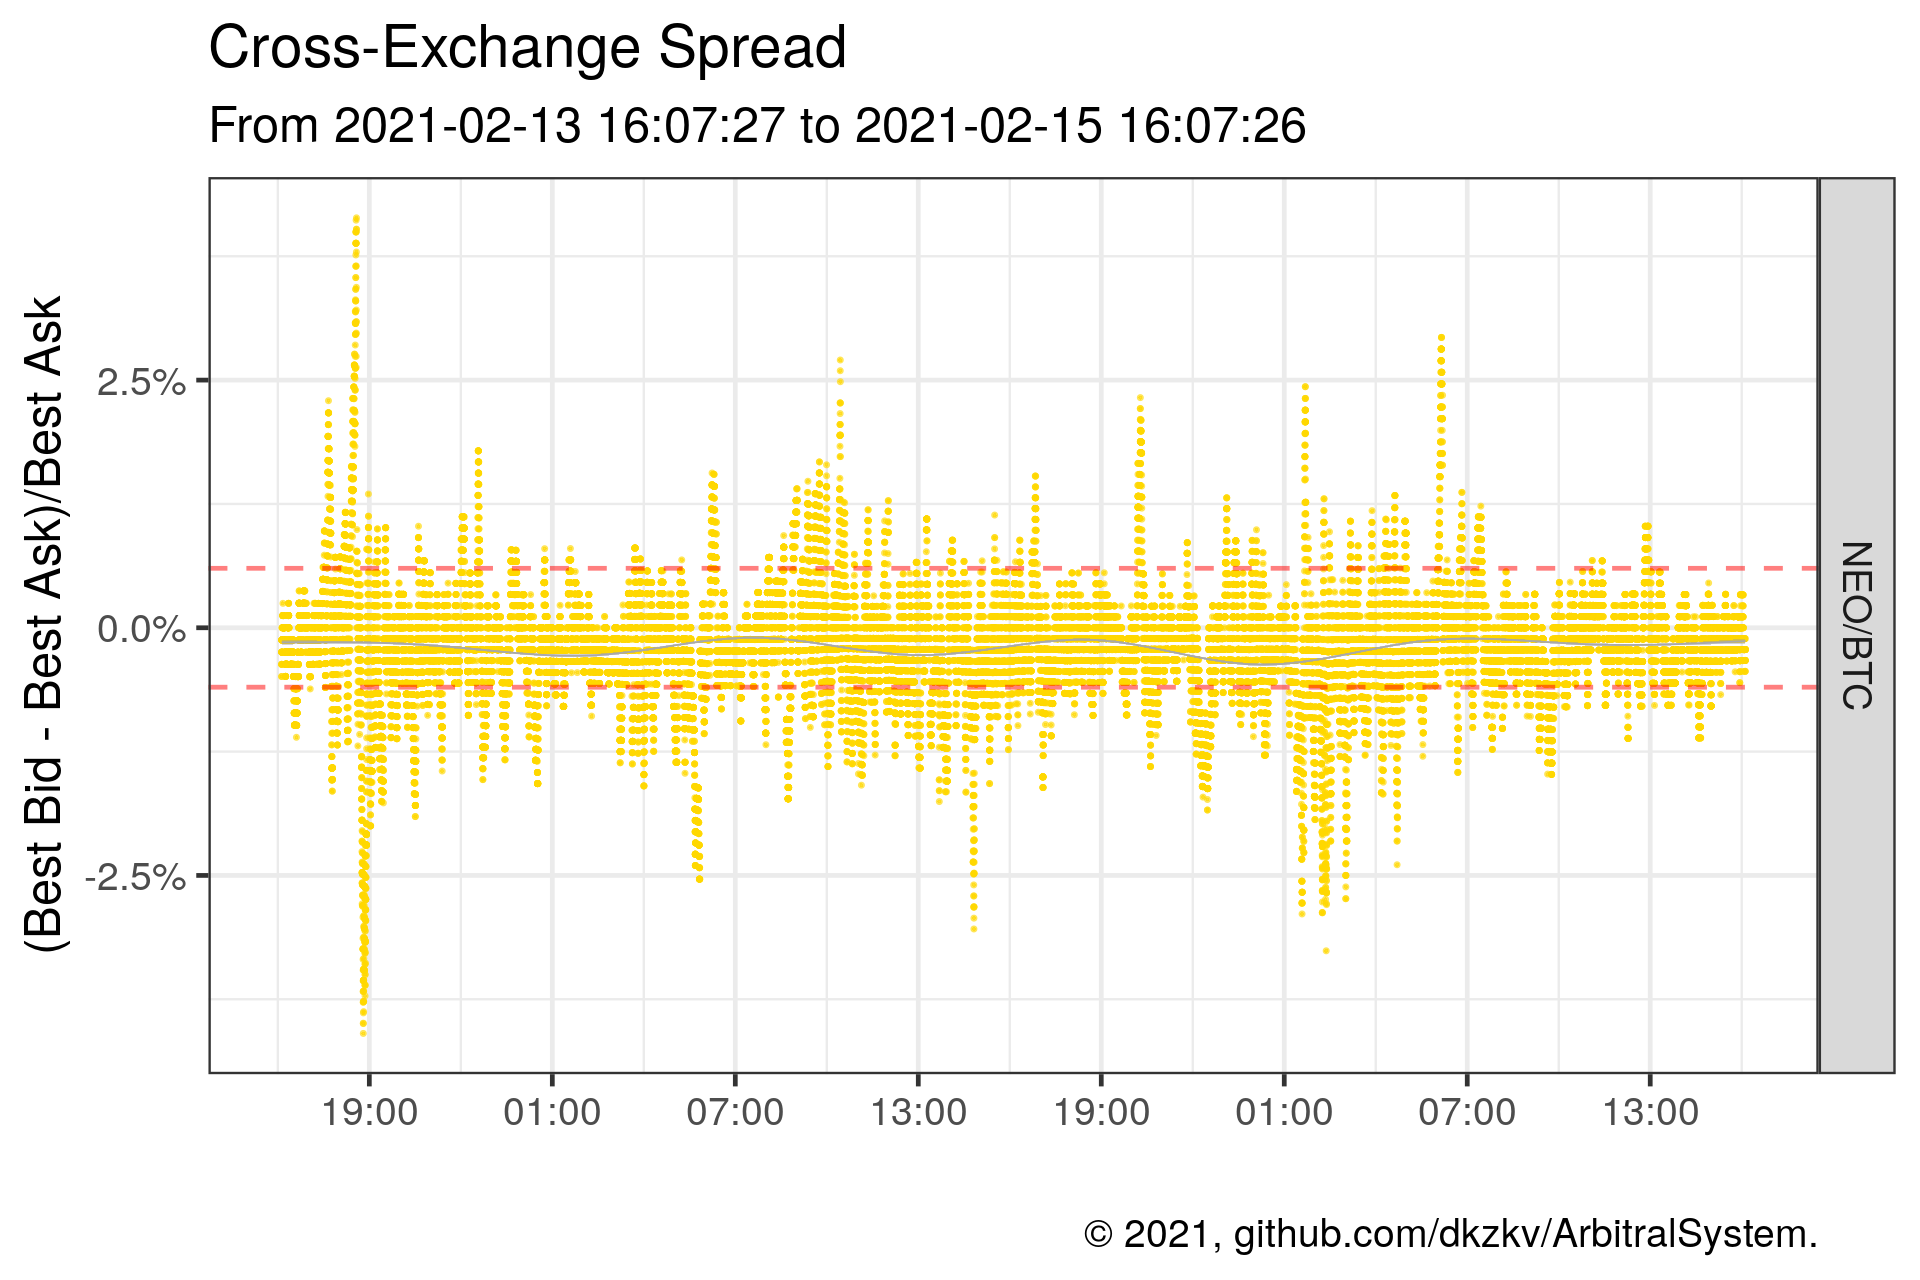 Cross-Exchange Spread
From 2021-02-13 16:07:27 to 2021-02-15 16:07:26
(Best Bid - Best Ask)/Best Ask
2.5%
0.0%
-2.5%
NEO/BTC
19:00 01:00 07:00 13:00 19:00 01:00 07:00 13:00
© 2021, github.com/dkzkv/ArbitralSystem.